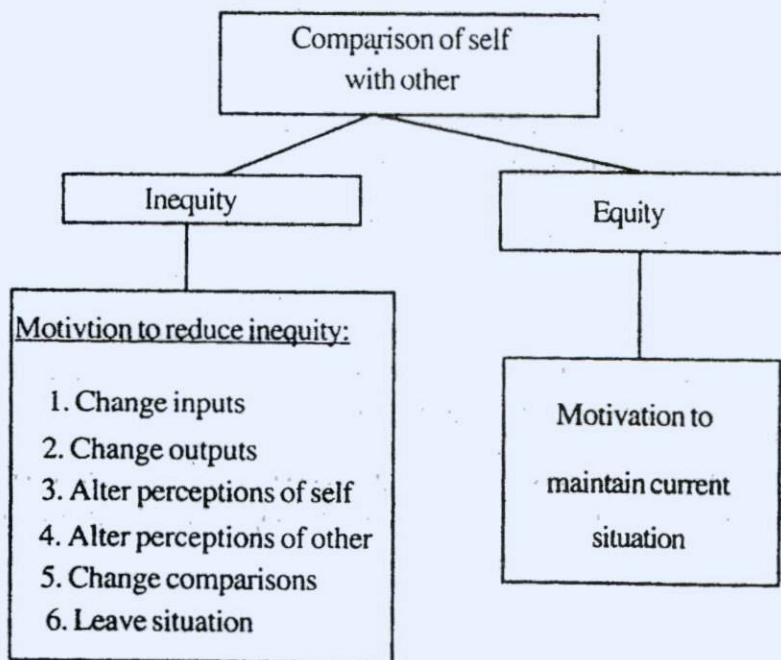 Comparison of self
with other
Inequity
Equity
Motivtion to reduce inequity:
1. Change inputs
2. Change outputs
3. Alter perceptions of self
4. Alter perceptions of other
5. Change comparisons
6. Leave situation
Motivation to
maintain current
situation